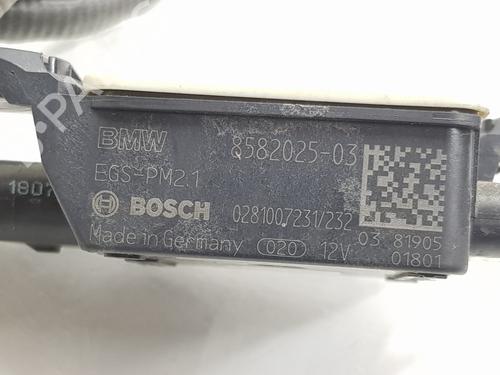 BMW 8582025-03
EGS-PM2.1
BOSCH 0281007231/232
Made in Germany 020 12V
03 81905
01801
1807